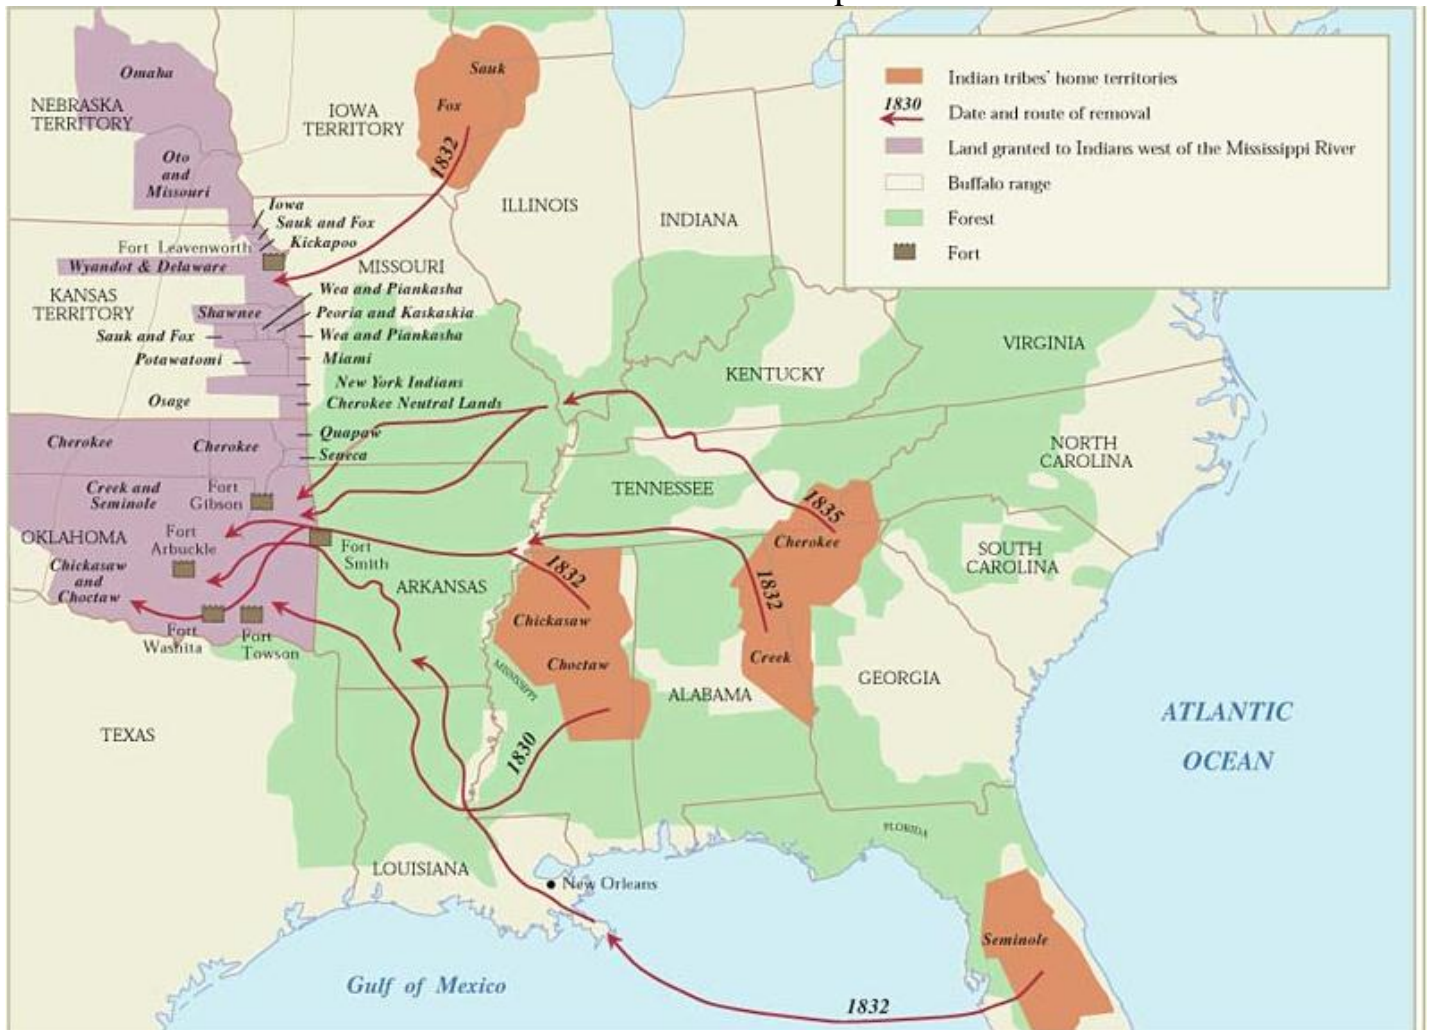 Indian tribes' home territories
1830
Date and route of removal
Land granted to Indians west of the Mississippi River
Buffalo range
Forest
Fort
Omaha
NEBRASKA
TERRITORY
Oto
and
Missouri
IOWA
TERRITORY
Sauk
Fox
1832
ILLINOIS
INDIANA
Iowa
Sauk and Fox
Kickapoo
Fort Leavenworth
Wyandot & Delaware
MISSOURI
KANSAS
TERRITORY
Shawnee
Wea and Piankasha
Peoria and Kaskaskia
Wea and Piankasha
Sauk and Fox
Potawatomi
Miami
New York Indians
Osage
Cherokee Neutral Lands
Quapaw
Seneca
Cherokee
Cherokee
Creek and
Seminole
Fort
Gibson
OKLAHOMA
Fort
Arbuckle
Fort
Smith
Chickasaw
and
Choctaw
Fort
Washita
Fort
Towson
ARKANSAS
KENTUCKY
VIRGINIA
TENNESSEE
NORTH
CAROLINA
SOUTH
CAROLINA
1835
Cherokee
1832
Chickasaw
Choctaw
1832
Creek
MISSISSIPPI
ALABAMA
GEORGIA
1830
TEXAS
LOUISIANA
New Orleans
FLORIDA
Seminole
1832
ATLANTIC
OCEAN
Gulf of Mexico